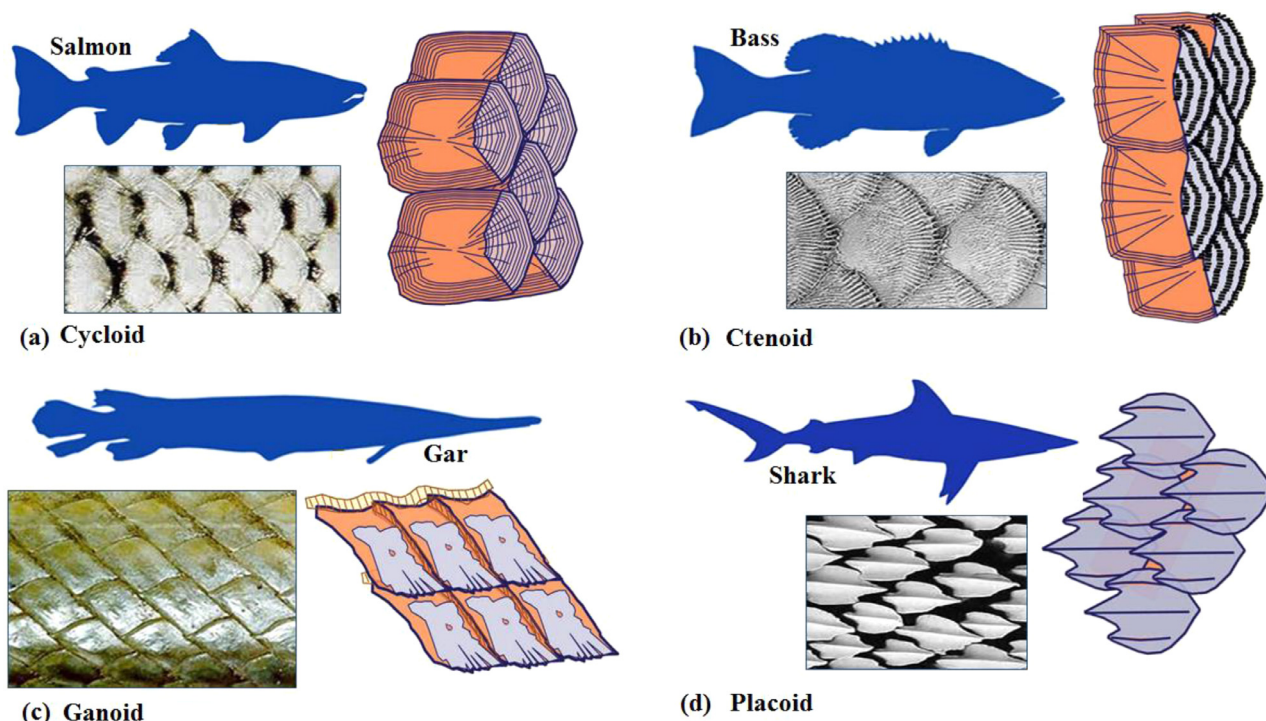 Salmon
Bass
(a) Cycloid
(b) Ctenoid
Gar
Shark
(c) Ganoid
(d) Placoid